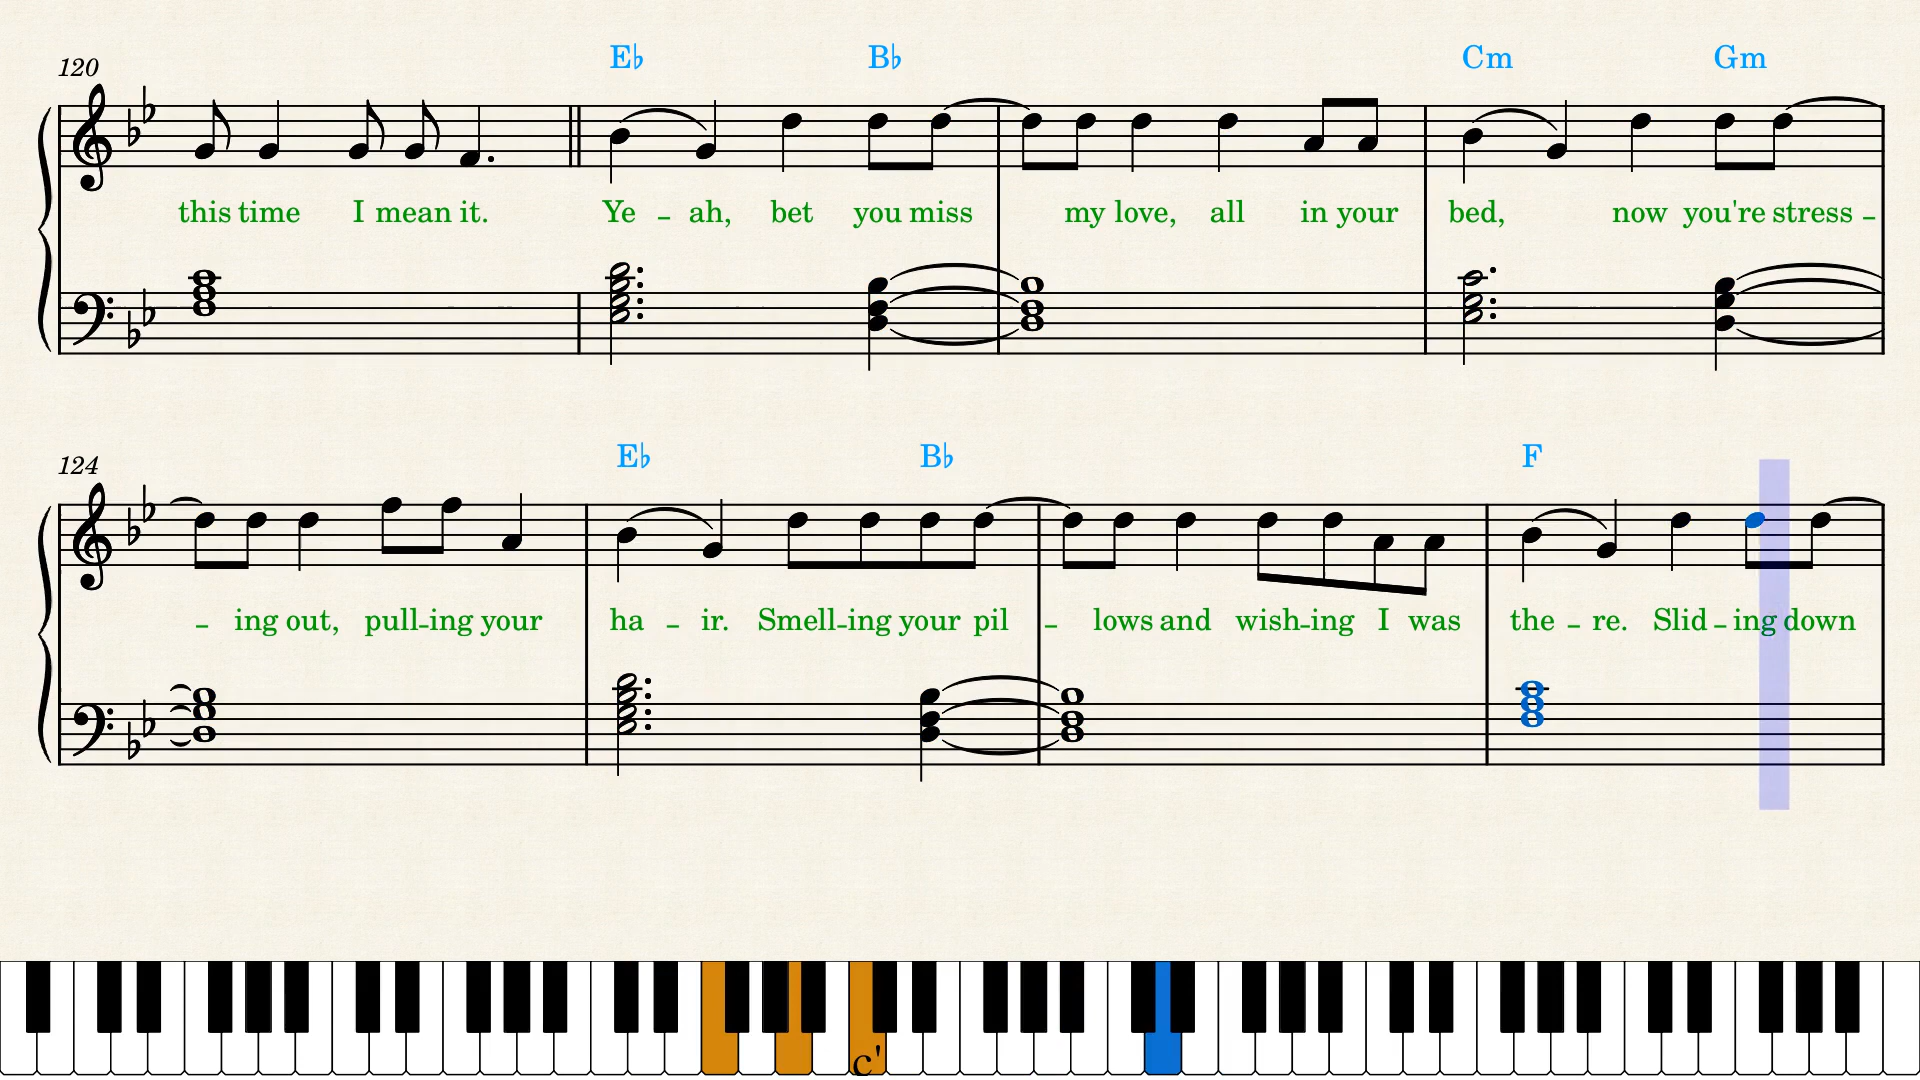 E♭ B♭ Cm Gm
120
this time I mean it. Ye - ah, bet you miss my love, all in your bed, now you're stress -
E♭ B♭ F
124
- ing out, pull-ing your ha - ir. Smell-ing your pil - lows and wish-ing I was the - re. Slid - ing down
c'